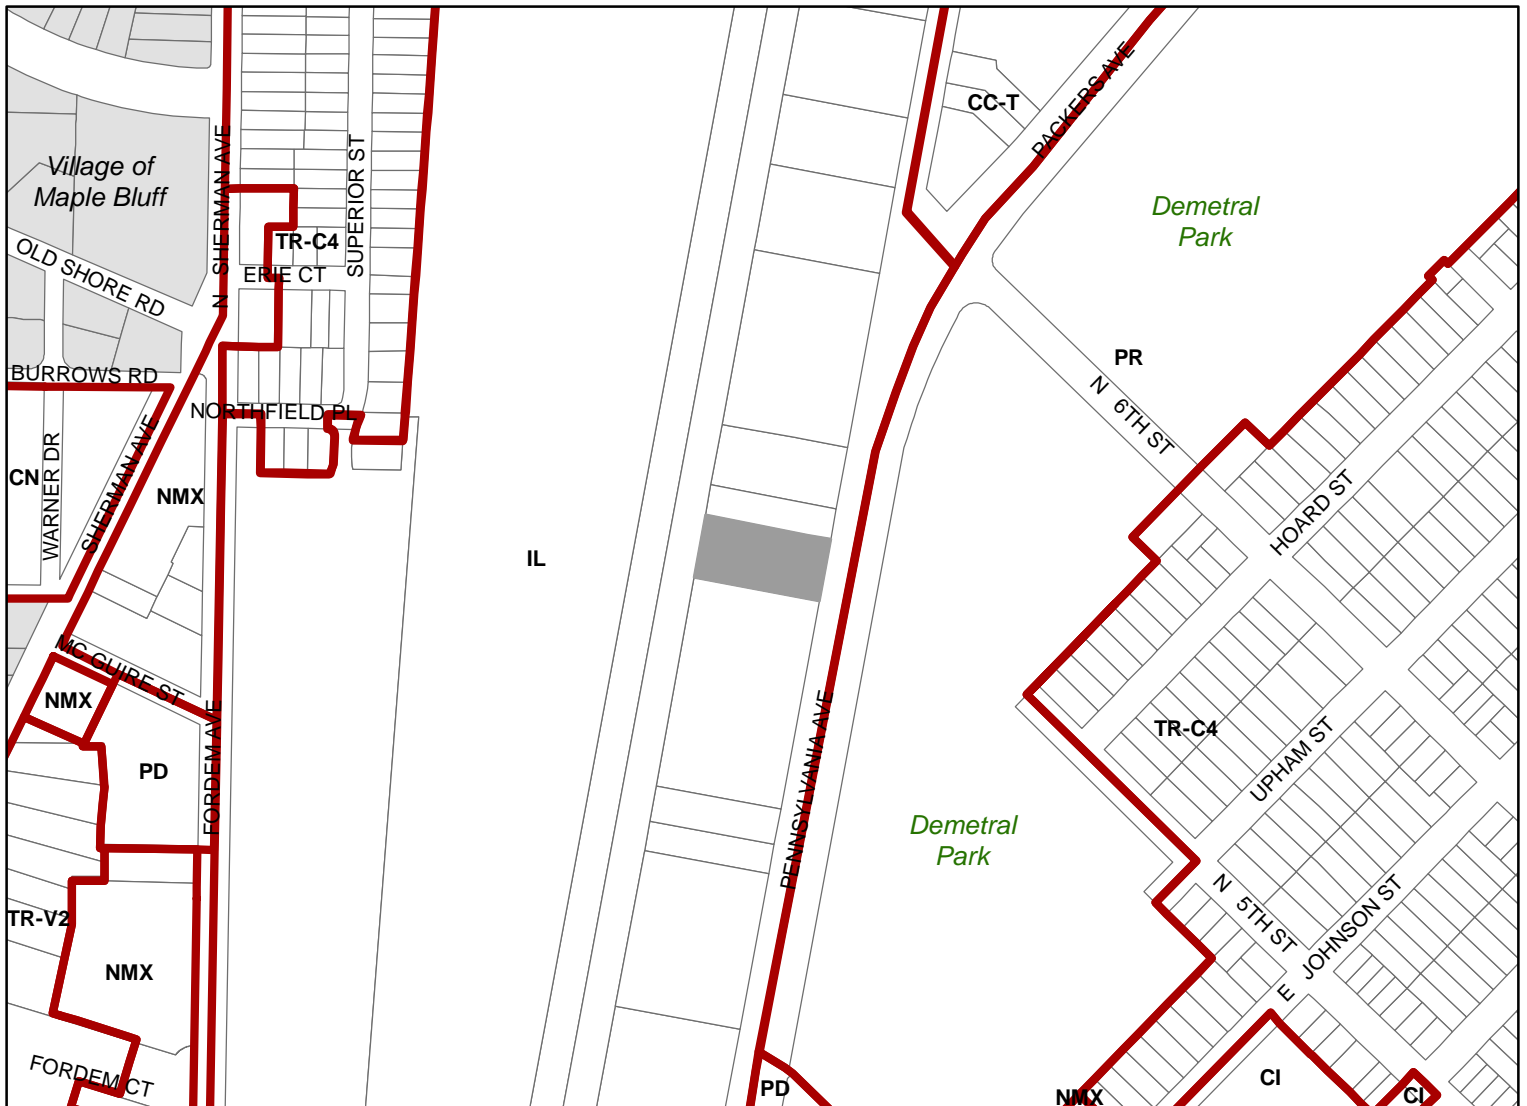 CC-T
PACKERS AVE
N SHERMAN AVE
SUPERIOR ST
Village of
Maple Bluff
Demetral
Park
TR-C4
OLD SHORE RD
ERIE CT
PR
BURROWS RD
N 6TH ST
NORTHFIELD PL
CN
WARNER DR
SHERMAN AVE
NMX
HOARD ST
IL
MC GUIRE ST
NMX
TR-C4
UPHAM ST
PD
FORDEM AVE
PENNSYLVANIA AVE
Demetral
Park
TR-V2
N 5TH ST
E JOHNSON ST
NMX
FORDEM CT
PD
NMX
CI
CI